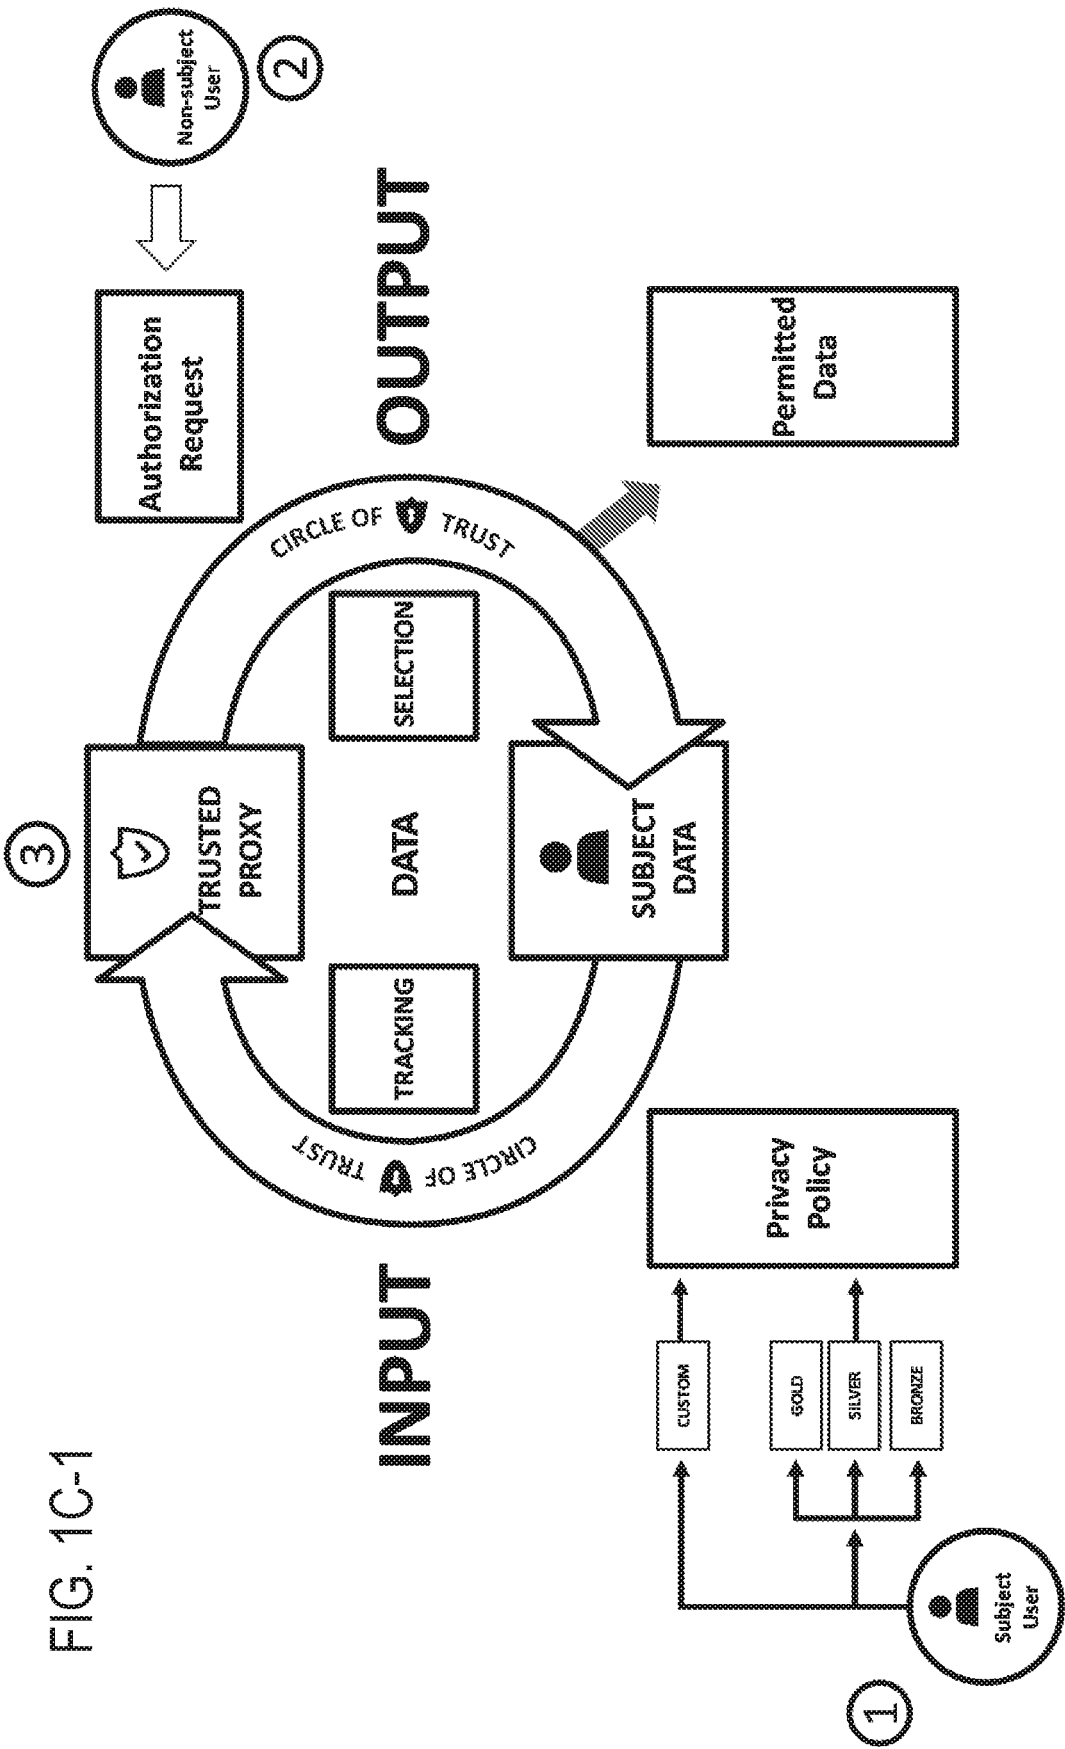 FIG. 1C-1
3
2
Non-subject
User
Authorization
Request
TRUSTED
PROXY
INPUT
CIRCLE OF
TRUST
TRACKING
DATA
SELECTION
CIRCLE OF
TRUST
OUTPUT
SUBJECT
DATA
1
Subject
User
CUSTOM
GOLD
SILVER
BRONZE
Privacy
Policy
Permitted
Data